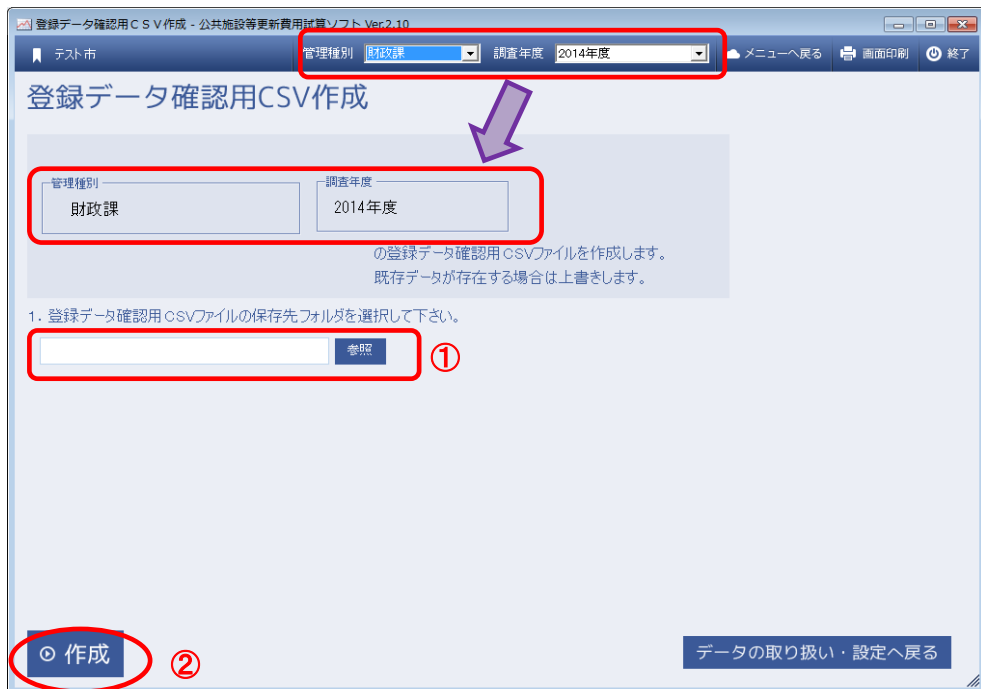 登録データ確認用ＣＳＶ作成 - 公共施設等更新費用試算ソフト Ver.2.10
テスト市 管理種別 財政課 調査年度 2014年度 メニューへ戻る 画面印刷 終了
登録データ確認用CSV作成
管理種別 調査年度
財政課 2014年度
の登録データ確認用CSVファイルを作成します。
既存データが存在する場合は上書きします。
1. 登録データ確認用CSVファイルの保存先フォルダを選択して下さい。
参照 ①
作成 ② データの取り扱い・設定へ戻る